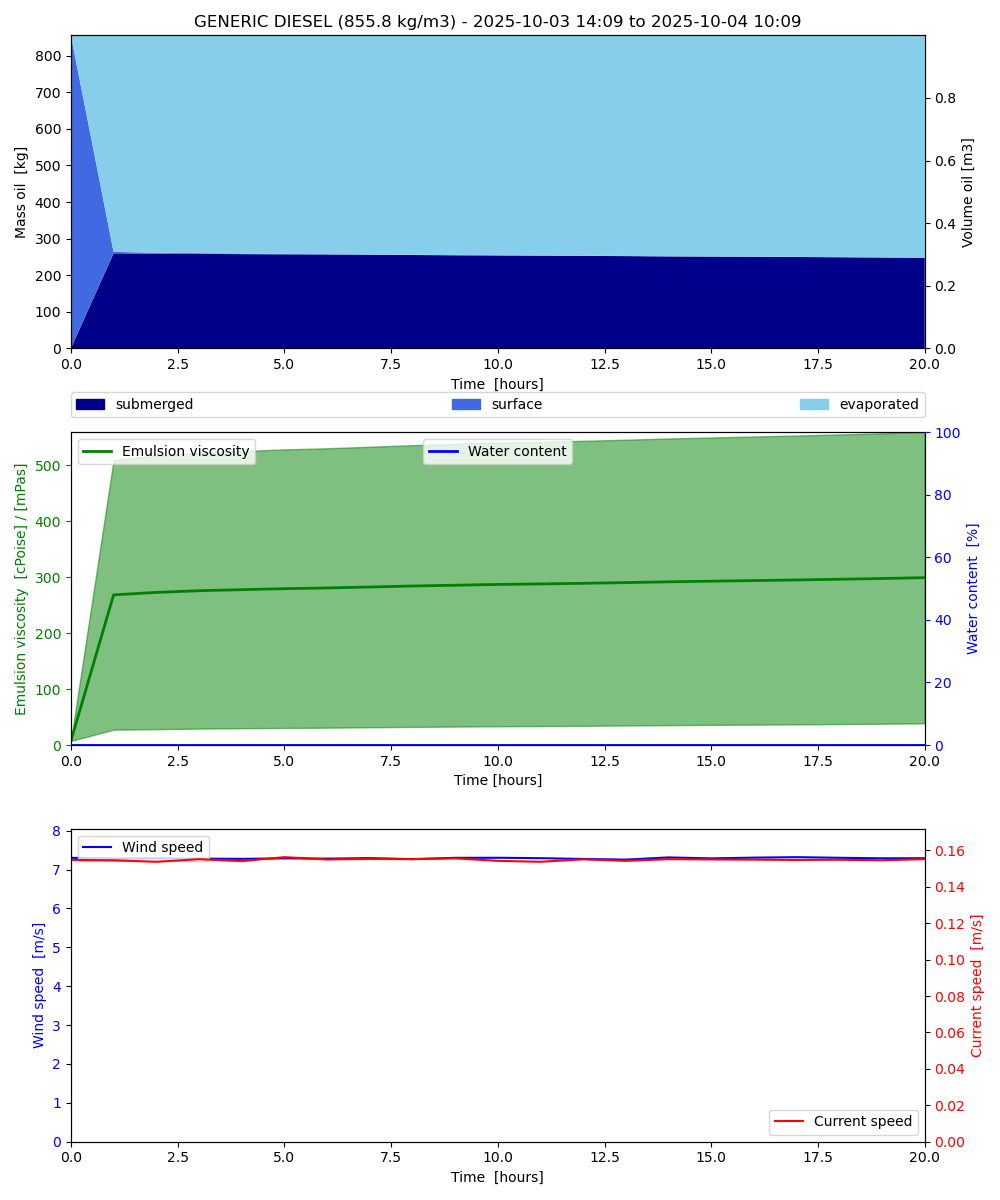 GENERIC DIESEL (855.8 kg/m3) - 2025-10-03 14:09 to 2025-10-04 10:09
Mass oil  [kg]
800
700
600
500
400
300
200
100
0
Volume oil [m3]
0.8
0.6
0.4
0.2
0.0
0.0 2.5 5.0 7.5 10.0 12.5 15.0 17.5 20.0
Time  [hours]
submerged surface evaporated
Emulsion viscosity Water content
Emulsion viscosity  [cPoise] / [mPas]
500
400
300
200
100
0
Water content  [%]
100
80
60
40
20
0
0.0 2.5 5.0 7.5 10.0 12.5 15.0 17.5 20.0
Time [hours]
Wind speed
Wind speed  [m/s]
8
7
6
5
4
3
2
1
0
Current speed  [m/s]
0.16
0.14
0.12
0.10
0.08
0.06
0.04
0.02
0.00
Current speed
0.0 2.5 5.0 7.5 10.0 12.5 15.0 17.5 20.0
Time  [hours]